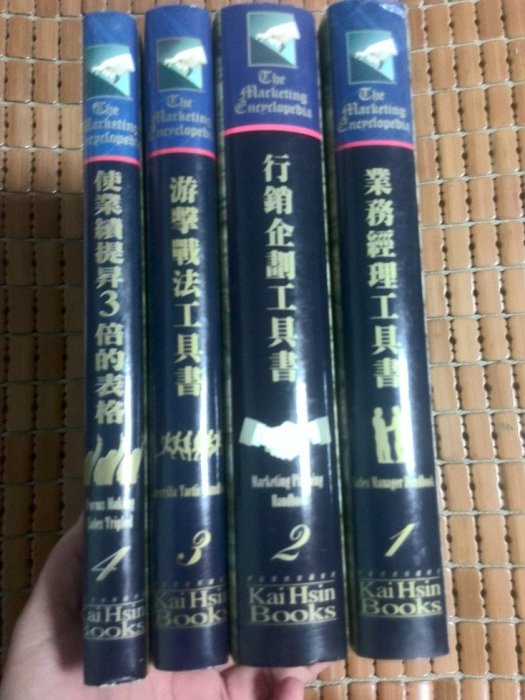 The
Marketing
Encyclopedia
使業績提昇3倍的表格
Sales Tripled
4
Kai Hsin
Books
The
Marketing
Encyclopedia
游擊戰法工具書
3
Kai Hsin
Books
The
Marketing
Encyclopedia
行銷企劃工具書
Marketing Planning
Handbook
2
Kai Hsin
Books
The
Marketing
Encyclopedia
業務經理工具書
Sales Manager Handbook
1
Kai Hsin
Books